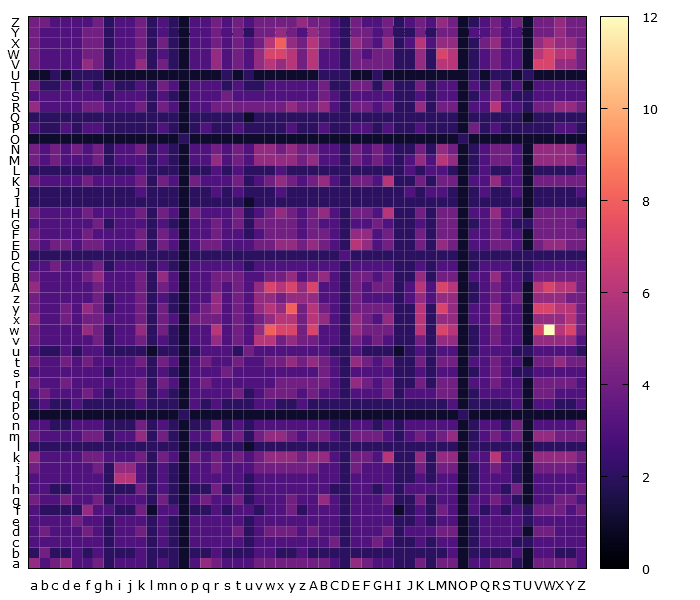 Z
Y
X
W
V
U
T
S
R
Q
P
O
N
M
L
K
J
I
H
G
F
E
D
C
B
A
z
y
x
w
v
u
t
s
r
q
p
o
n
m
l
k
j
i
h
g
f
e
d
c
b
a
a b c d e f g h i j k l m n o p q r s t u v w x y z A B C D E F G H I J K L M N O P Q R S T U V W X Y Z
12
10
8
6
4
2
0